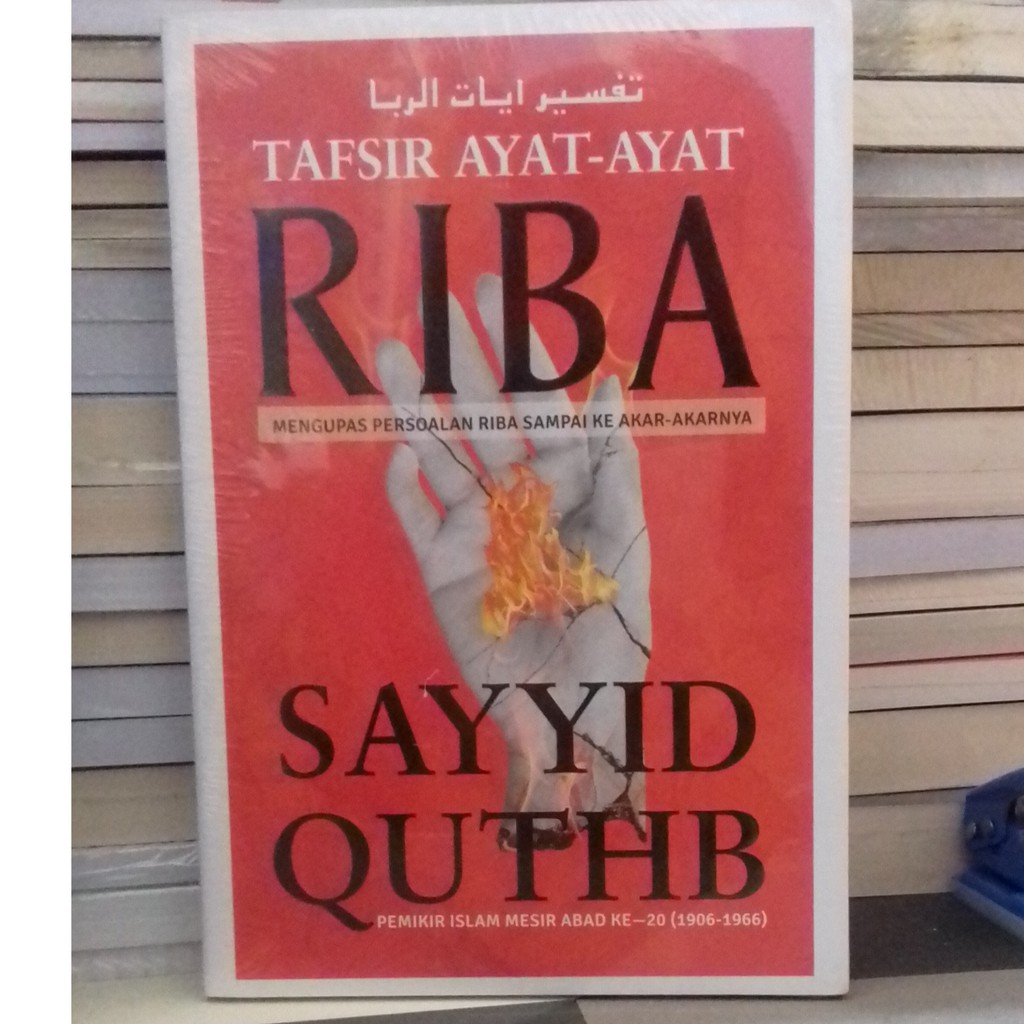 تفسير ايات الربا
TAFSIR AYAT-AYAT
RIBA
MENGUPAS PERSOALAN RIBA SAMPAI KE AKAR-AKARNYA
SAYYID
QUTHB
PEMIKIR ISLAM MESIR ABAD KE—20 (1906-1966)